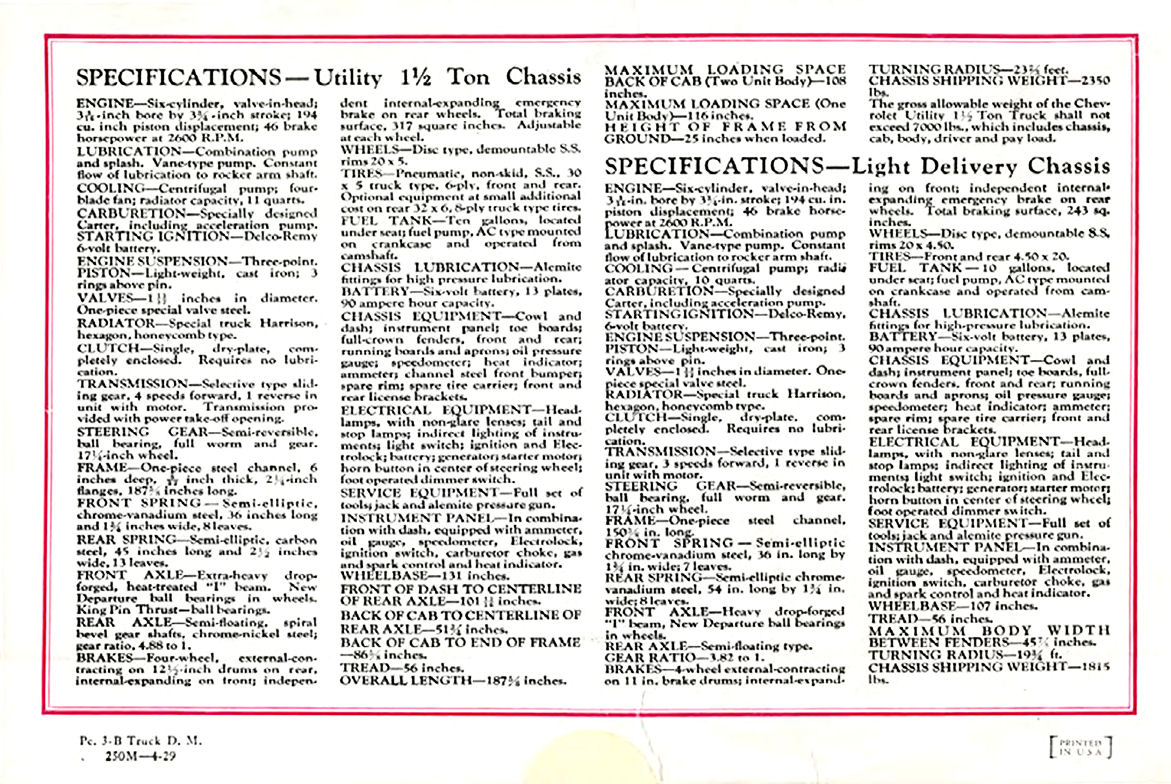 SPECIFICATIONS—Utility 1½ Ton Chassis
ENGINE—Six-cylinder, valve-in-head;
-inch bore by 3¾-inch stroke; 194
cu. inch piston displacement; 46 brake
horsepower at 2600 R.P.M.
LUBRICATION—Combination pump
and splash. Vane-type pump. Constant
flow of lubrication to rocker arm shaft.
COOLING—Centrifugal pump; four-
blade fan; radiator capacity, 11 quarts.
CARBURETION—Specially designed
Carter, including acceleration pump.
STARTING IGNITION—Delco-Remy
6-volt battery.
ENGINE SUSPENSION—Three-point.
PISTON—Light-weight, cast iron; 3
rings above pin.
VALVES— inches in diameter.
One-piece special valve steel.
RADIATOR—Special truck Harrison,
hexagon, honeycomb type.
CLUTCH—Single, dry-plate, com-
pletely enclosed. Requires no lubri-
cation.
TRANSMISSION—Selective type slid-
ing gear, 4 speeds forward, 1 reverse in
unit with motor. Transmission pro-
vided with power take-off opening.
STEERING GEAR—Semi-reversible,
ball bearing, full worm and gear.
-inch wheel.
FRAME—One-piece steel channel, 6
inches deep, inch thick, -inch
flanges, inches long.
FRONT SPRING—Semi-elliptic,
chrome-vanadium steel, 36 inches long
and 1¾ inches wide, 8 leaves.
REAR SPRING—Semi-elliptic, carbon
steel, 45 inches long and 2½ inches
wide, 13 leaves.
FRONT AXLE—Extra-heavy drop-
forged, heat-treated "I" beam. New
Departure ball bearings in wheels.
King Pin Thrust—ball bearings.
REAR AXLE—Semi-floating, spiral
bevel gear shafts, chrome-nickel steel;
gear ratio, 4.88 to 1.
BRAKES—Four-wheel, external-con-
tracting on 12½-inch drums on rear,
internal-expanding on front; indepen-
dent internal-expanding emergency
brake on rear wheels. Total braking
surface, 317 square inches. Adjustable
at each wheel.
WHEELS—Disc type, demountable S.S.
rims 20 x 5.
TIRES—Pneumatic, non-skid, S.S., 30
x 5 truck type, 6-ply, front and rear.
Optional equipment at small additional
cost on rear 32 x 6, 8-ply truck type tires.
FUEL TANK—Ten gallons, located
under seat; fuel pump, AC type mounted
on crankcase and operated from
camshaft.
CHASSIS LUBRICATION—Alemite
fittings for high pressure lubrication.
BATTERY—Six-volt battery, 13 plates,
90 ampere hour capacity.
CHASSIS EQUIPMENT—Cowl and
dash; instrument panel; toe boards;
full-crown fenders, front and rear;
running boards and aprons; oil pressure
gauge; speedometer; heat indicator;
ammeter; channel steel front bumper;
spare rim; spare tire carrier; front and
rear license brackets.
ELECTRICAL EQUIPMENT—Head-
lamps, with non-glare lenses; tail and
stop lamps; indirect lighting of instru-
ments; light switch; ignition and Elec-
trolock; battery; generator; starter motor;
horn button in center of steering wheel;
foot operated dimmer switch.
SERVICE EQUIPMENT—Full set of
tools; jack and alemite pressure gun.
INSTRUMENT PANEL—In combina-
tion with dash, equipped with ammeter,
oil gauge, speedometer, Electrolock,
ignition switch, carburetor choke, gas
and spark control and heat indicator.
WHEELBASE—131 inches.
FRONT OF DASH TO CENTERLINE
OF REAR AXLE—101 inches.
BACK OF CAB TO CENTERLINE OF
REAR AXLE— inches.
BACK OF CAB TO END OF FRAME
— inches.
TREAD—56 inches.
OVERALL LENGTH— inches.
MAXIMUM LOADING SPACE
BACK OF CAB (Two Unit Body)—108
inches.
MAXIMUM LOADING SPACE (One
Unit Body)—116 inches.
HEIGHT OF FRAME FROM
GROUND—25 inches when loaded.
TURNING RADIUS— feet.
CHASSIS SHIPPING WEIGHT—2350
lbs.
The gross allowable weight of the Chev-
rolet Utility 1½ Ton Truck shall not
exceed 7000 lbs., which includes chassis,
cab, body, driver and pay load.
SPECIFICATIONS—Light Delivery Chassis
ENGINE—Six-cylinder, valve-in-head;
-in. bore by 3¾-in. stroke; 194 cu. in.
piston displacement; 46 brake horse-
power at 2600 R.P.M.
LUBRICATION—Combination pump
and splash. Vane-type pump. Constant
flow of lubrication to rocker arm shaft.
COOLING—Centrifugal pump; radi-
ator capacity, 10 quarts.
CARBURETION—Specially designed
Carter, including acceleration pump.
STARTING IGNITION—Delco-Remy,
6-volt battery.
ENGINE SUSPENSION—Three-point.
PISTON—Light-weight, cast iron; 3
rings above pin.
VALVES— inches in diameter. One-
piece special valve steel.
RADIATOR—Special truck Harrison,
hexagon, honeycomb type.
CLUTCH—Single, dry-plate, com-
pletely enclosed. Requires no lubri-
cation.
TRANSMISSION—Selective type slid-
ing gear, 3 speeds forward, 1 reverse in
unit with motor.
STEERING GEAR—Semi-reversible,
ball bearing, full worm and gear.
-inch wheel.
FRAME—One-piece steel channel,
in. long.
FRONT SPRING—Semi-elliptic
chrome-vanadium steel, 36 in. long by
1¾ in. wide; 7 leaves.
REAR SPRING—Semi-elliptic chrome-
vanadium steel, 54 in. long by 1¾ in.
wide; 8 leaves.
FRONT AXLE—Heavy drop-forged
"I" beam, New Departure ball bearings
in wheels.
REAR AXLE—Semi-floating type.
GEAR RATIO—3.82 to 1.
BRAKES—4-wheel external-contracting
on 11 in. brake drums; internal-expand-
ing on front; independent internal-
expanding emergency brake on rear
wheels. Total braking surface, 243 sq.
inches.
WHEELS—Disc type, demountable S.S.
rims 20 x 4.50.
TIRES—Front and rear 4.50 x 20.
FUEL TANK—10 gallons, located
under seat; fuel pump, AC type mounted
on crankcase and operated from cam-
shaft.
CHASSIS LUBRICATION—Alemite
fittings for high-pressure lubrication.
BATTERY—Six-volt battery, 13 plates,
90 ampere hour capacity.
CHASSIS EQUIPMENT—Cowl and
dash; instrument panel; toe boards, full-
crown fenders, front and rear; running
boards and aprons; oil pressure gauge;
speedometer; heat indicator; ammeter;
spare rim; spare tire carrier; front and
rear license brackets.
ELECTRICAL EQUIPMENT—Head-
lamps, with non-glare lenses; tail and
stop lamps; indirect lighting of instru-
ments; light switch; ignition and Elec-
trolock; battery; generator; starter motor;
horn button in center of steering wheel;
foot operated dimmer switch.
SERVICE EQUIPMENT—Full set of
tools; jack and alemite pressure gun.
INSTRUMENT PANEL—In combina-
tion with dash, equipped with ammeter,
oil gauge, speedometer, Electrolock,
ignition switch, carburetor choke, gas
and spark control and heat indicator.
WHEELBASE—107 inches.
TREAD—56 inches.
MAXIMUM BODY WIDTH
BETWEEN FENDERS— inches.
TURNING RADIUS— ft.
CHASSIS SHIPPING WEIGHT—1815
lbs.
Pc. 3-B Truck D. M.
250M—4-29
[PRINTED
IN U S A]